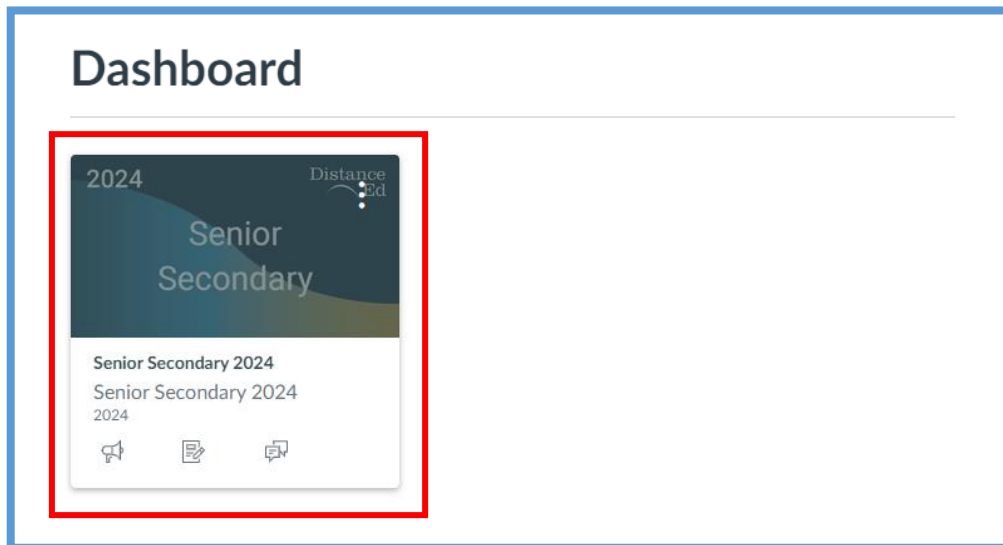 Dashboard
2024
Distance
Ed
Senior
Secondary
Senior Secondary 2024
Senior Secondary 2024
2024